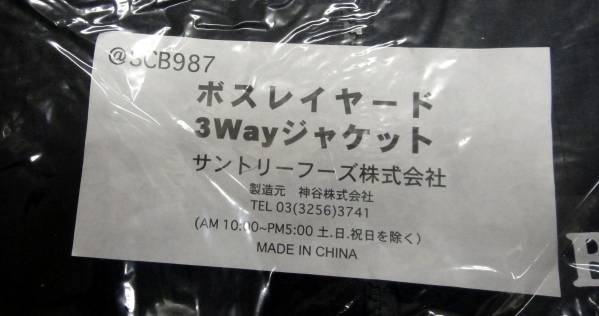 @SCB987
ボスレイヤード
3Wayジャケット
サントリーフーズ株式会社
製造元 神谷株式会社
TEL 03(3256)3741
(AM 10:00~PM5:00 土.日.祝日を除く)
MADE IN CHINA